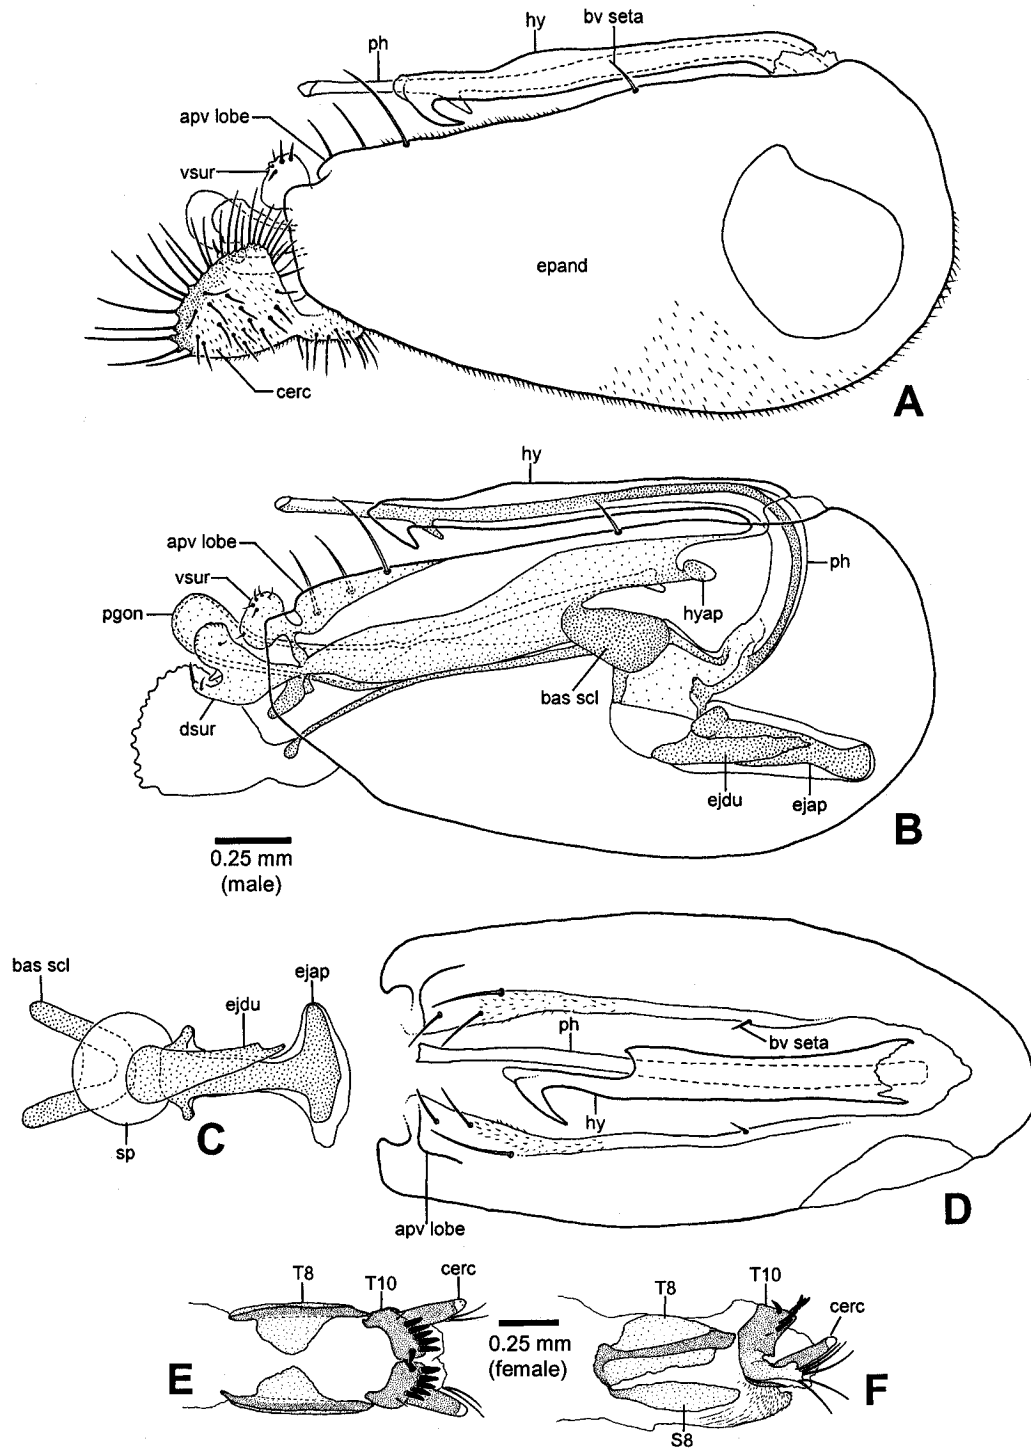 ph
hy
bv seta
apv lobe
vsur
epand
cerc
A
hy
apv lobe
vsur
pgon
ph
hyap
bas scl
dsur
ejdu
ejap
B
0.25 mm
(male)
bas scl
ejdu
ejap
sp
C
ph
bv seta
hy
apv lobe
D
T8
T10
cerc
E
0.25 mm
(female)
T8
T10
cerc
S8
F